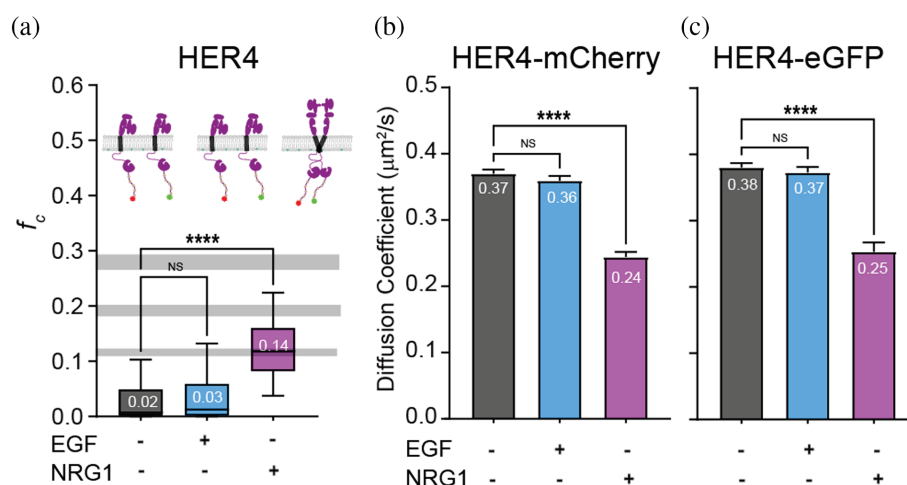 (a)
HER4
f_c
0.6
0.5
0.4
0.3
0.2
0.1
0.0
****
NS
0.02
0.03
0.14
EGF - + -
NRG1 - - +
(b)
HER4-mCherry
Diffusion Coefficient (μm²/s)
0.5
0.4
0.3
0.2
0.1
0.0
****
NS
0.37
0.36
0.24
EGF - + -
NRG1 - - +
(c)
HER4-eGFP
****
NS
0.38
0.37
0.25
- + -
- - +